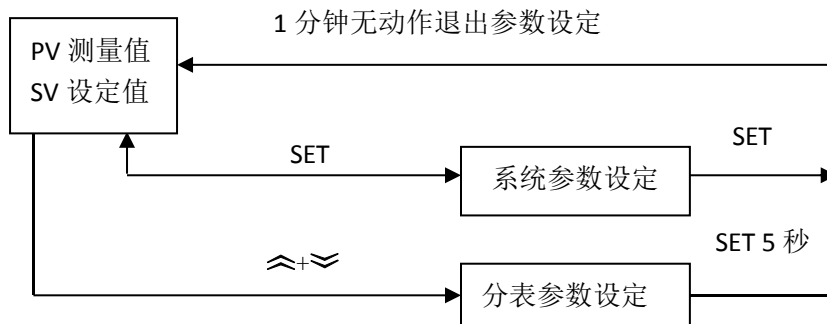 1 分钟无动作退出参数设定
PV 测量值
SV 设定值
SET
系统参数设定
SET
SET 5 秒
︽+︾
分表参数设定